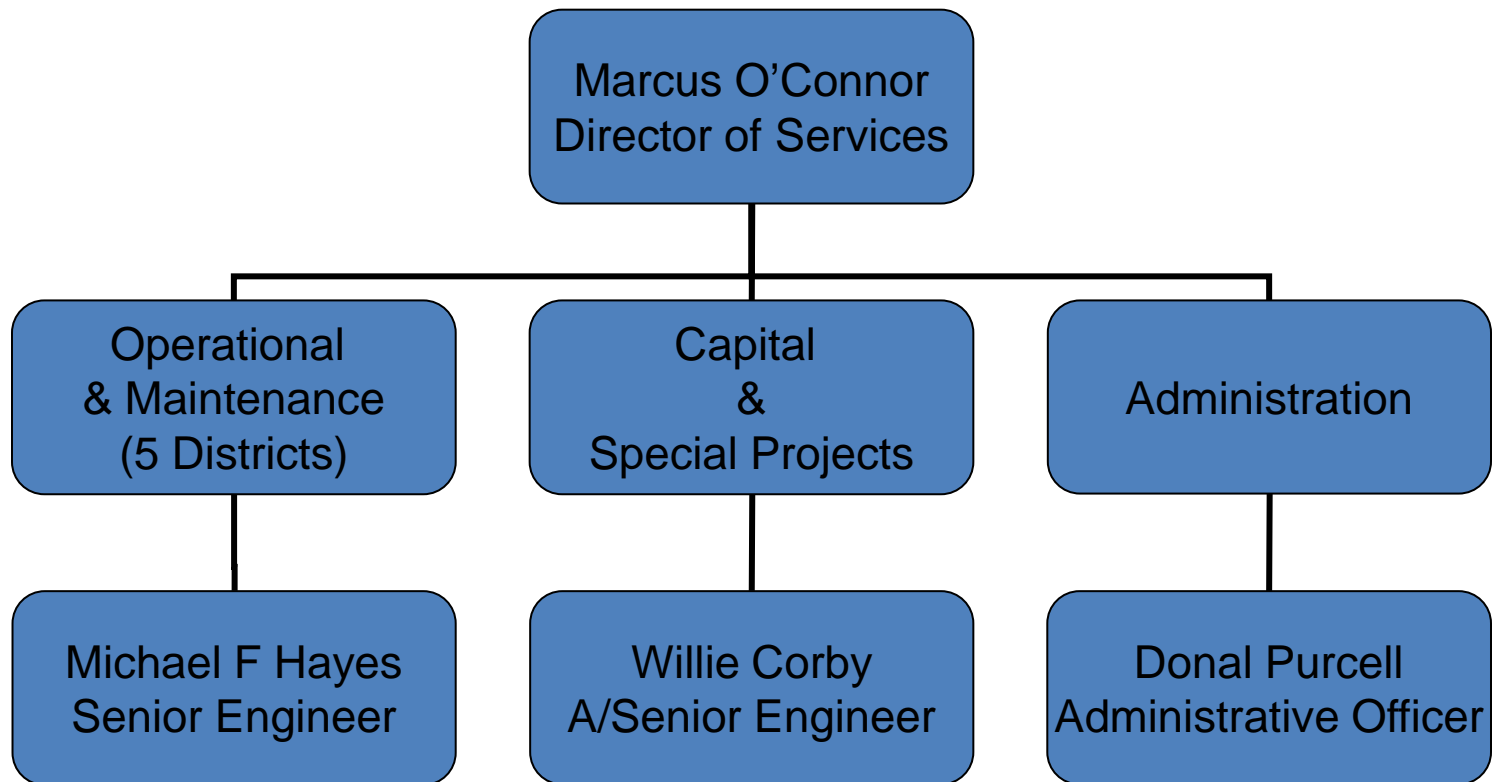 Marcus O’Connor
Director of Services
Operational
& Maintenance
(5 Districts)
Capital
&
Special Projects
Administration
Michael F Hayes
Senior Engineer
Willie Corby
A/Senior Engineer
Donal Purcell
Administrative Officer